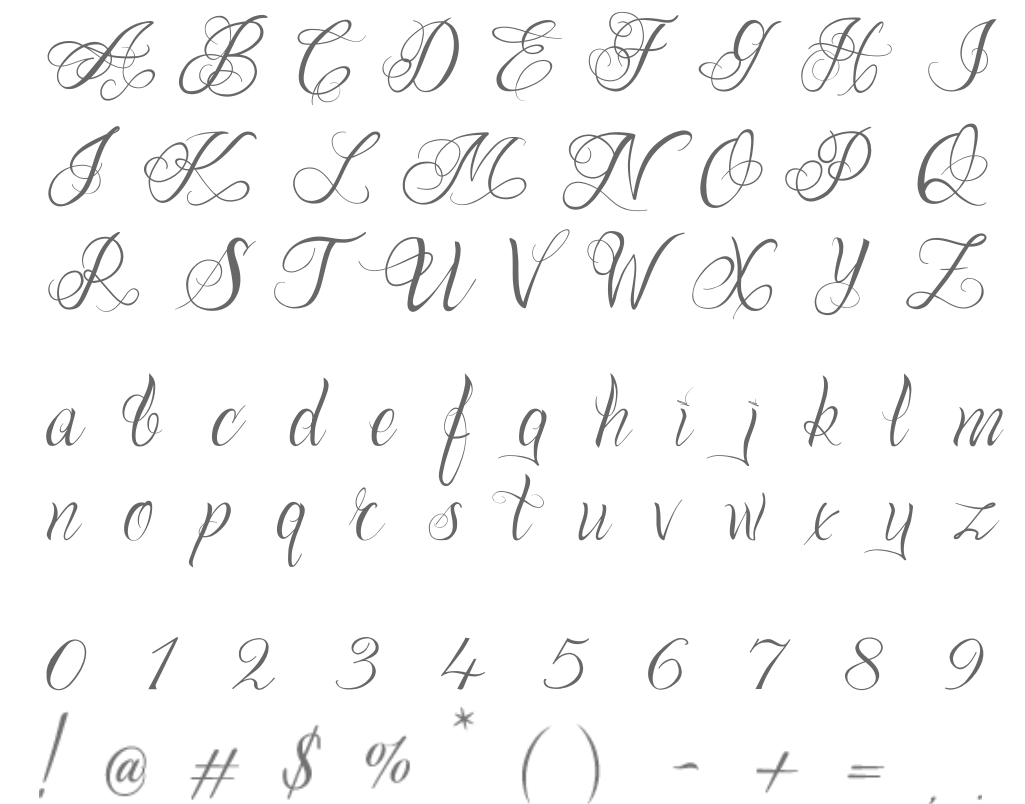 A B C D E F G H I
J K L M N O P Q
R S T U V W X Y Z
a b c d e f g h i j k l m
n o p q r s t u v w x y z
0 1 2 3 4 5 6 7 8 9
! @ # $ % * ( ) - + = , .